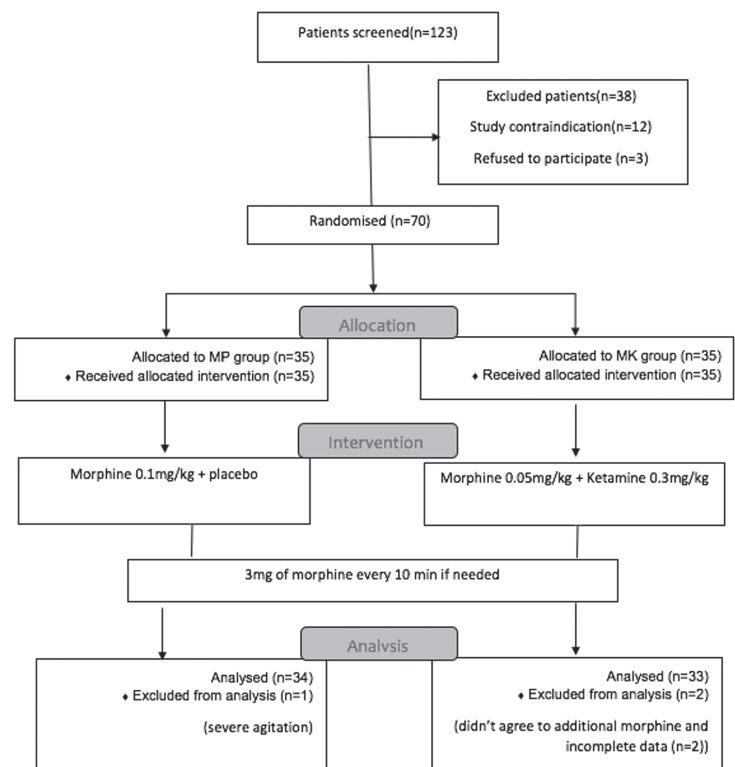 Patients screened(n=123)
Excluded patients(n=38)
Study contraindication(n=12)
Refused to participate (n=3)
Randomised (n=70)
Allocation
Allocated to MP group (n=35)
♦ Received allocated intervention (n=35)
Allocated to MK group (n=35)
♦ Received allocated intervention (n=35)
Intervention
Morphine 0.1mg/kg + placebo
Morphine 0.05mg/kg + Ketamine 0.3mg/kg
3mg of morphine every 10 min if needed
Analysis
Analysed (n=34)
♦ Excluded from analysis (n=1)
(severe agitation)
Analysed (n=33)
♦ Excluded from analysis (n=2)
(didn't agree to additional morphine and
incomplete data (n=2))